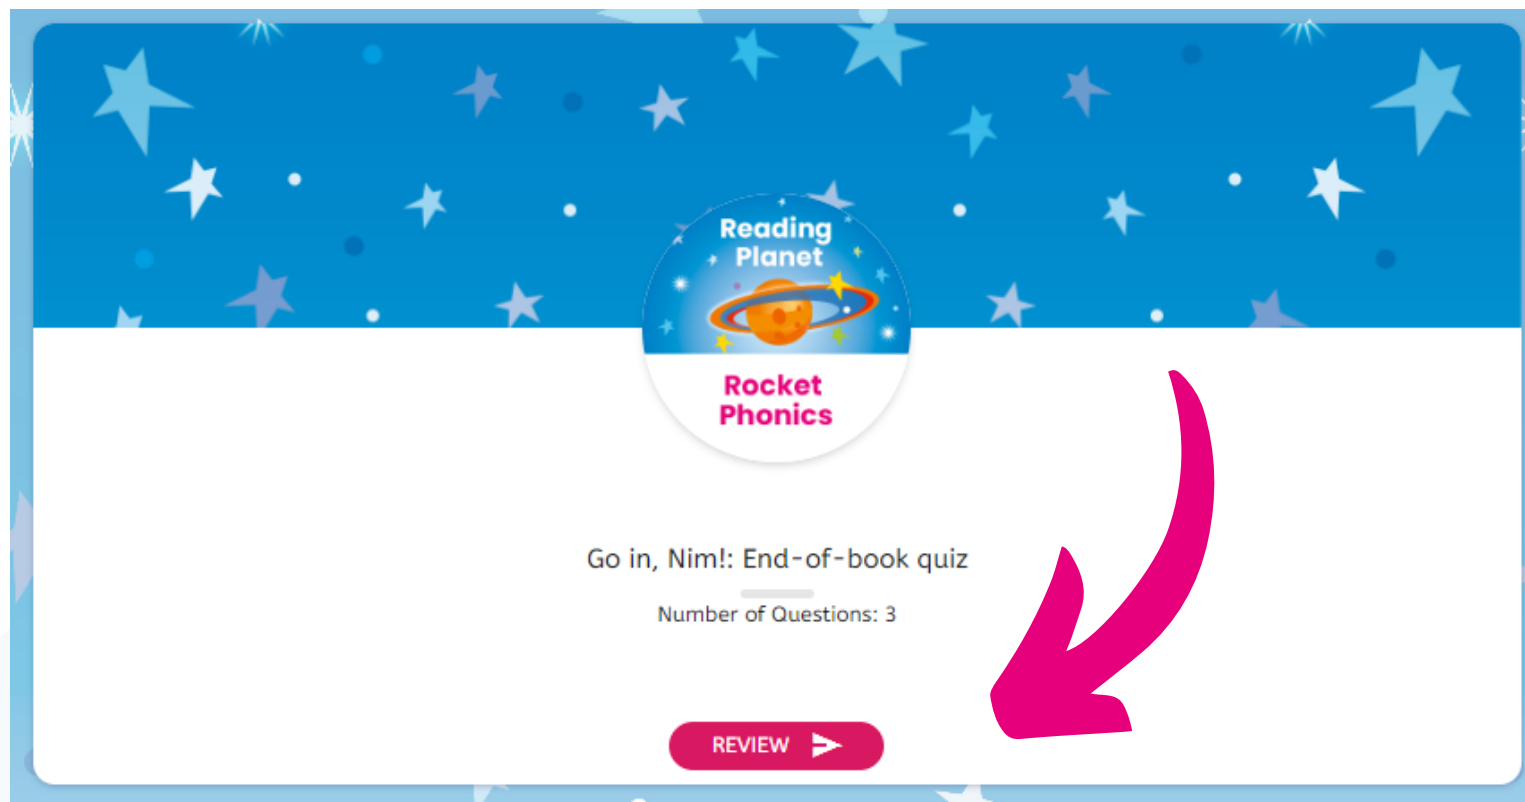 Reading
Planet
Rocket
Phonics
Go in, Nim!: End-of-book quiz
Number of Questions: 3
REVIEW